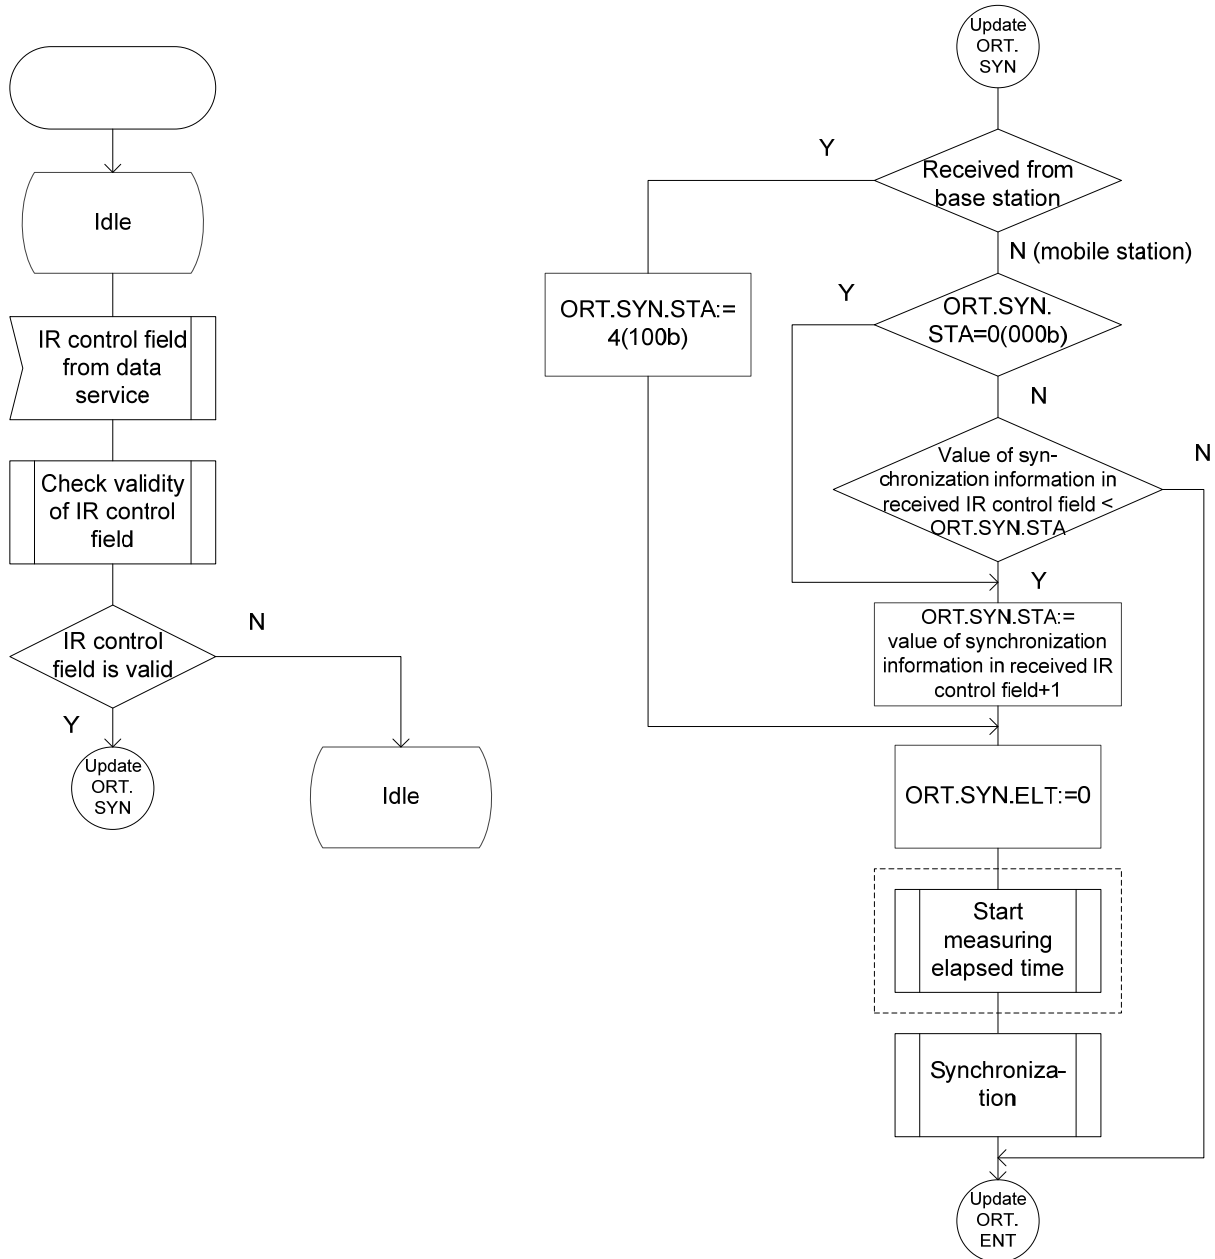 Idle
IR control field
from data
service
Check validity
of IR control
field
IR control
field is valid
N
Y
Update
ORT.
SYN
Idle
Update
ORT.
SYN
Received from
base station
Y
N (mobile station)
ORT.SYN.STA:=
4(100b)
ORT.SYN.
STA=0(000b)
Y
N
Value of syn-
chronization information in
received IR control field <
ORT.SYN.STA
N
Y
ORT.SYN.STA:=
value of synchronization
information in received IR
control field+1
ORT.SYN.ELT:=0
Start
measuring
elapsed time
Synchroniza-
tion
Update
ORT.
ENT